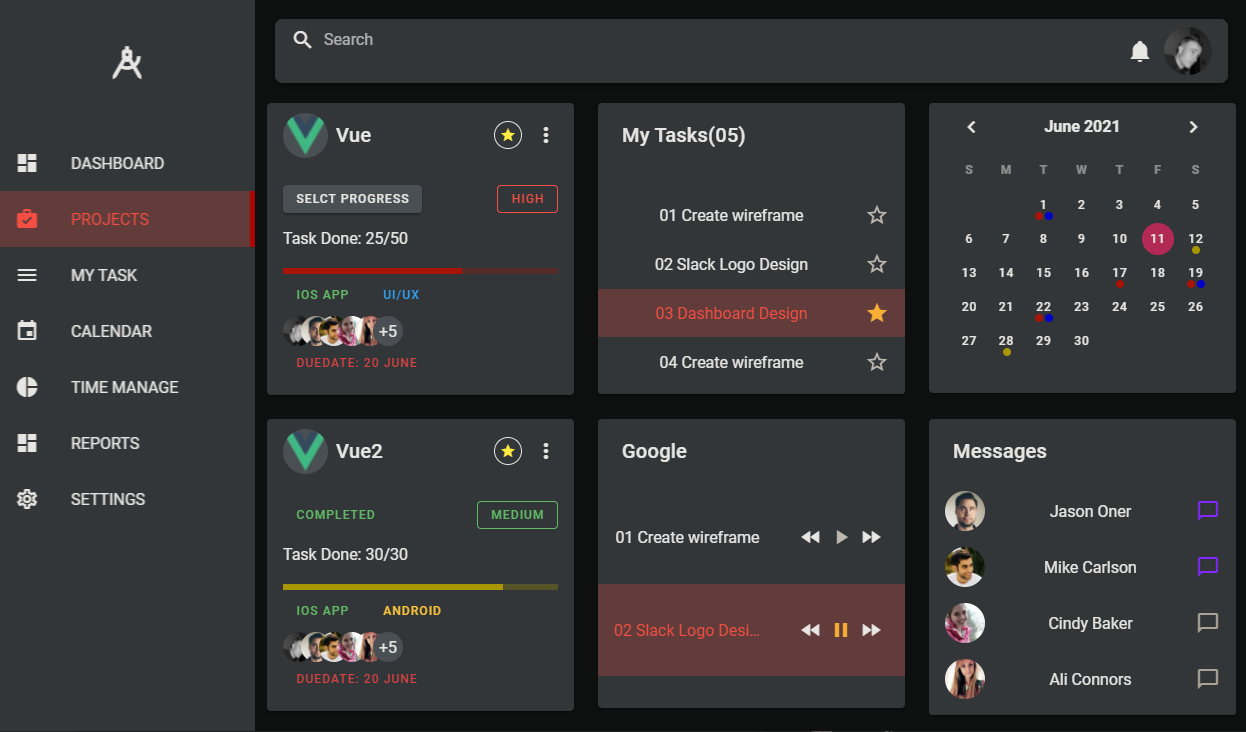 Search
DASHBOARD
PROJECTS
MY TASK
CALENDAR
TIME MANAGE
REPORTS
SETTINGS
Vue
SELCT PROGRESS
HIGH
Task Done: 25/50
IOS APP UI/UX
+5
DUEDATE: 20 JUNE
My Tasks(05)
01 Create wireframe
02 Slack Logo Design
03 Dashboard Design
04 Create wireframe
June 2021
S M T W T F S
1 2 3 4 5
6 7 8 9 10 11 12
13 14 15 16 17 18 19
20 21 22 23 24 25 26
27 28 29 30
Vue2
COMPLETED
MEDIUM
Task Done: 30/30
IOS APP ANDROID
+5
DUEDATE: 20 JUNE
Google
01 Create wireframe
02 Slack Logo Desi...
Messages
Jason Oner
Mike Carlson
Cindy Baker
Ali Connors